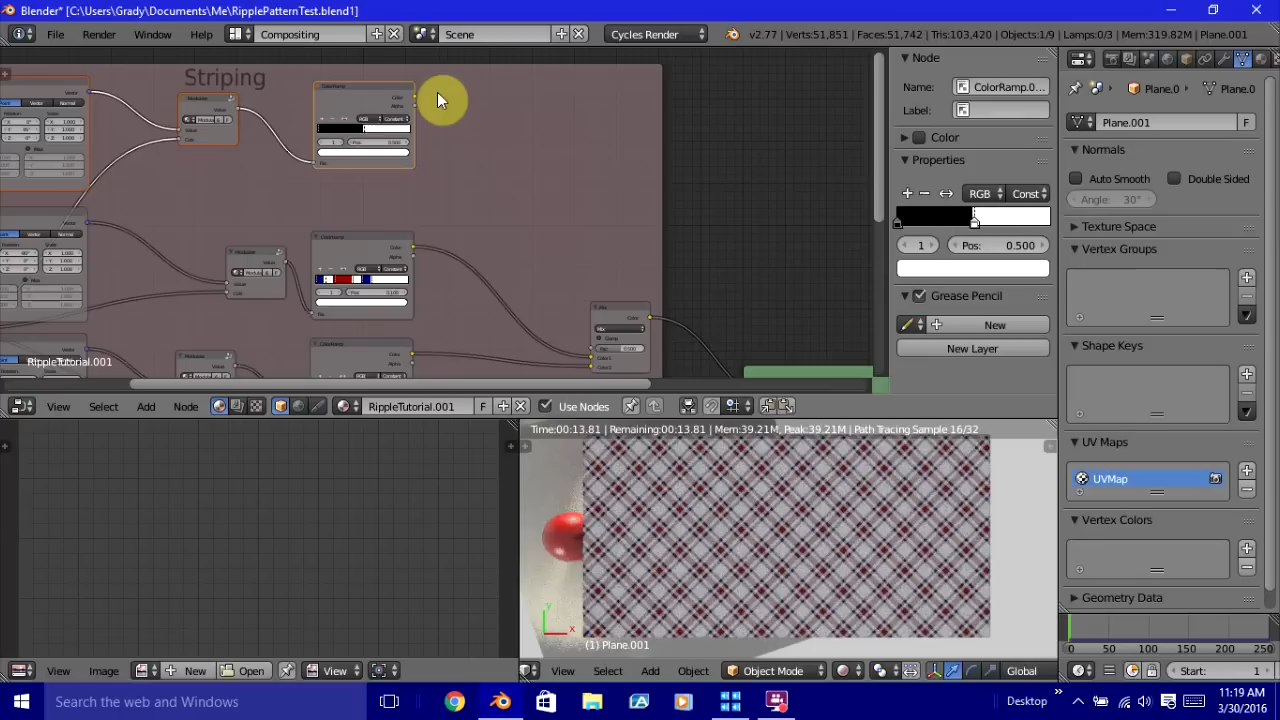 Blender* [C:\Users\Grady\Documents\Me\RipplePatternTest.blend1]
File Render Window Help Compositing Scene Cycles Render v2.77 | Verts:51,851 | Faces:51,742 | Tris:103,420 | Objects:1/9 | Lamps:0/3 | Mem:319.82M | Plane.001
Striping
RippleTutorial.001
Node
Name: ColorRamp.0...
Label:
Color
Properties
RGB Const
1 Pos: 0.500
Grease Pencil
New
New Layer
Plane.0 Plane.0
Plane.001 F
Normals
Auto Smooth Double Sided
Angle: 30°
Texture Space
Vertex Groups
Shape Keys
UV Maps
UVMap
Vertex Colors
Geometry Data
View Select Add Node RippleTutorial.001 F Use Nodes
Time:00:13.81 | Remaining:00:13.81 | Mem:39.21M, Peak:39.21M | Path Tracing Sample 16/32
y
x
(1) Plane.001
View Image New Open View
View Select Add Object Object Mode Global
0 50 100 150 200 250
Start: 1
Search the web and Windows
Desktop
11:19 AM
3/30/2016